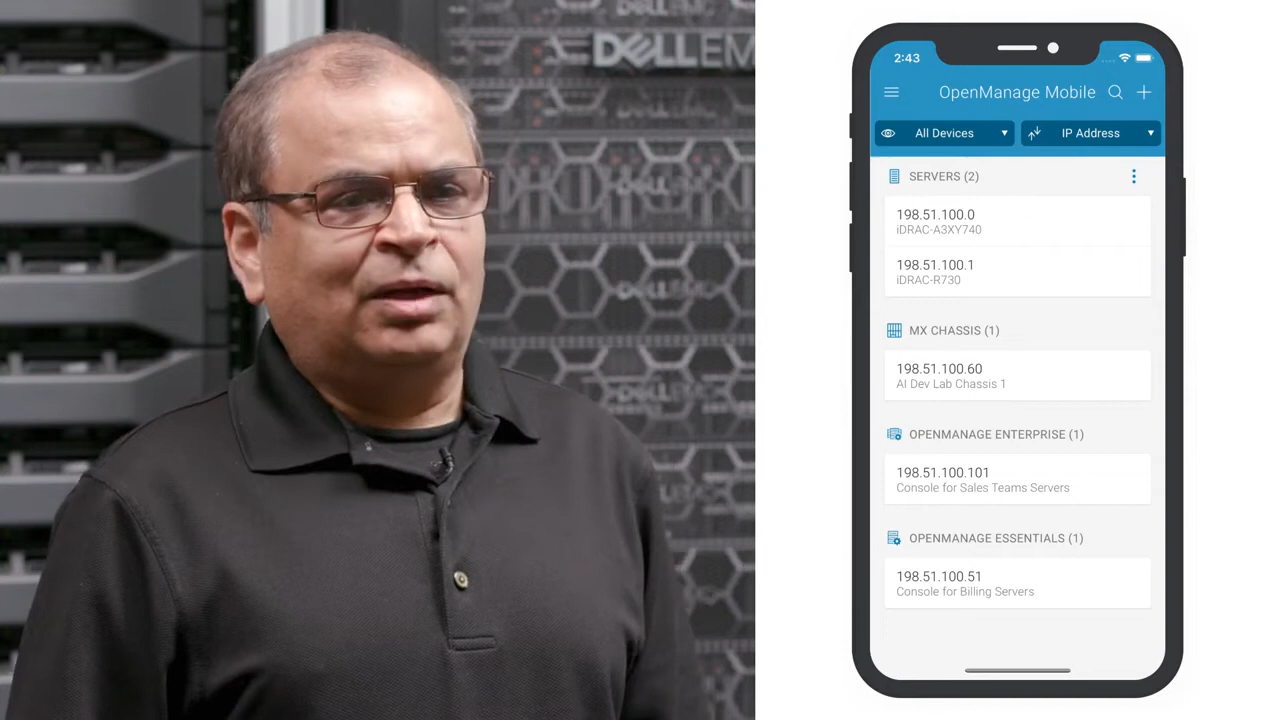 DELL EMC
DELL EMC
2:43
OpenManage Mobile
All Devices
IP Address
SERVERS (2)
198.51.100.0
iDRAC-A3XY740
198.51.100.1
iDRAC-R730
MX CHASSIS (1)
198.51.100.60
AI Dev Lab Chassis 1
OPENMANAGE ENTERPRISE (1)
198.51.100.101
Console for Sales Teams Servers
OPENMANAGE ESSENTIALS (1)
198.51.100.51
Console for Billing Servers